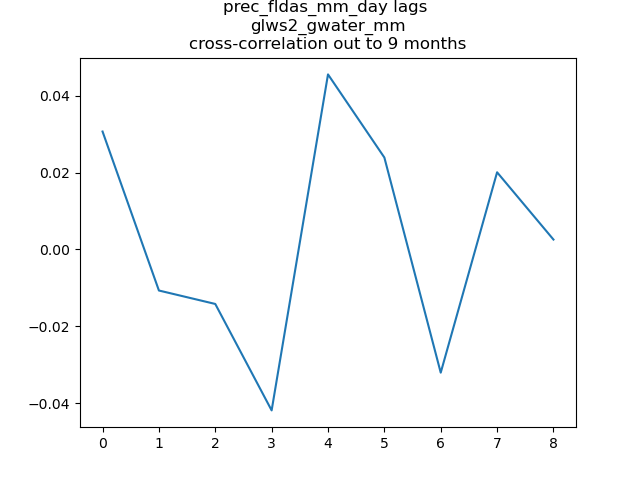 prec_fldas_mm_day lags
glws2_gwater_mm
cross-correlation out to 9 months
0.04
0.02
0.00
−0.02
−0.04
0 1 2 3 4 5 6 7 8